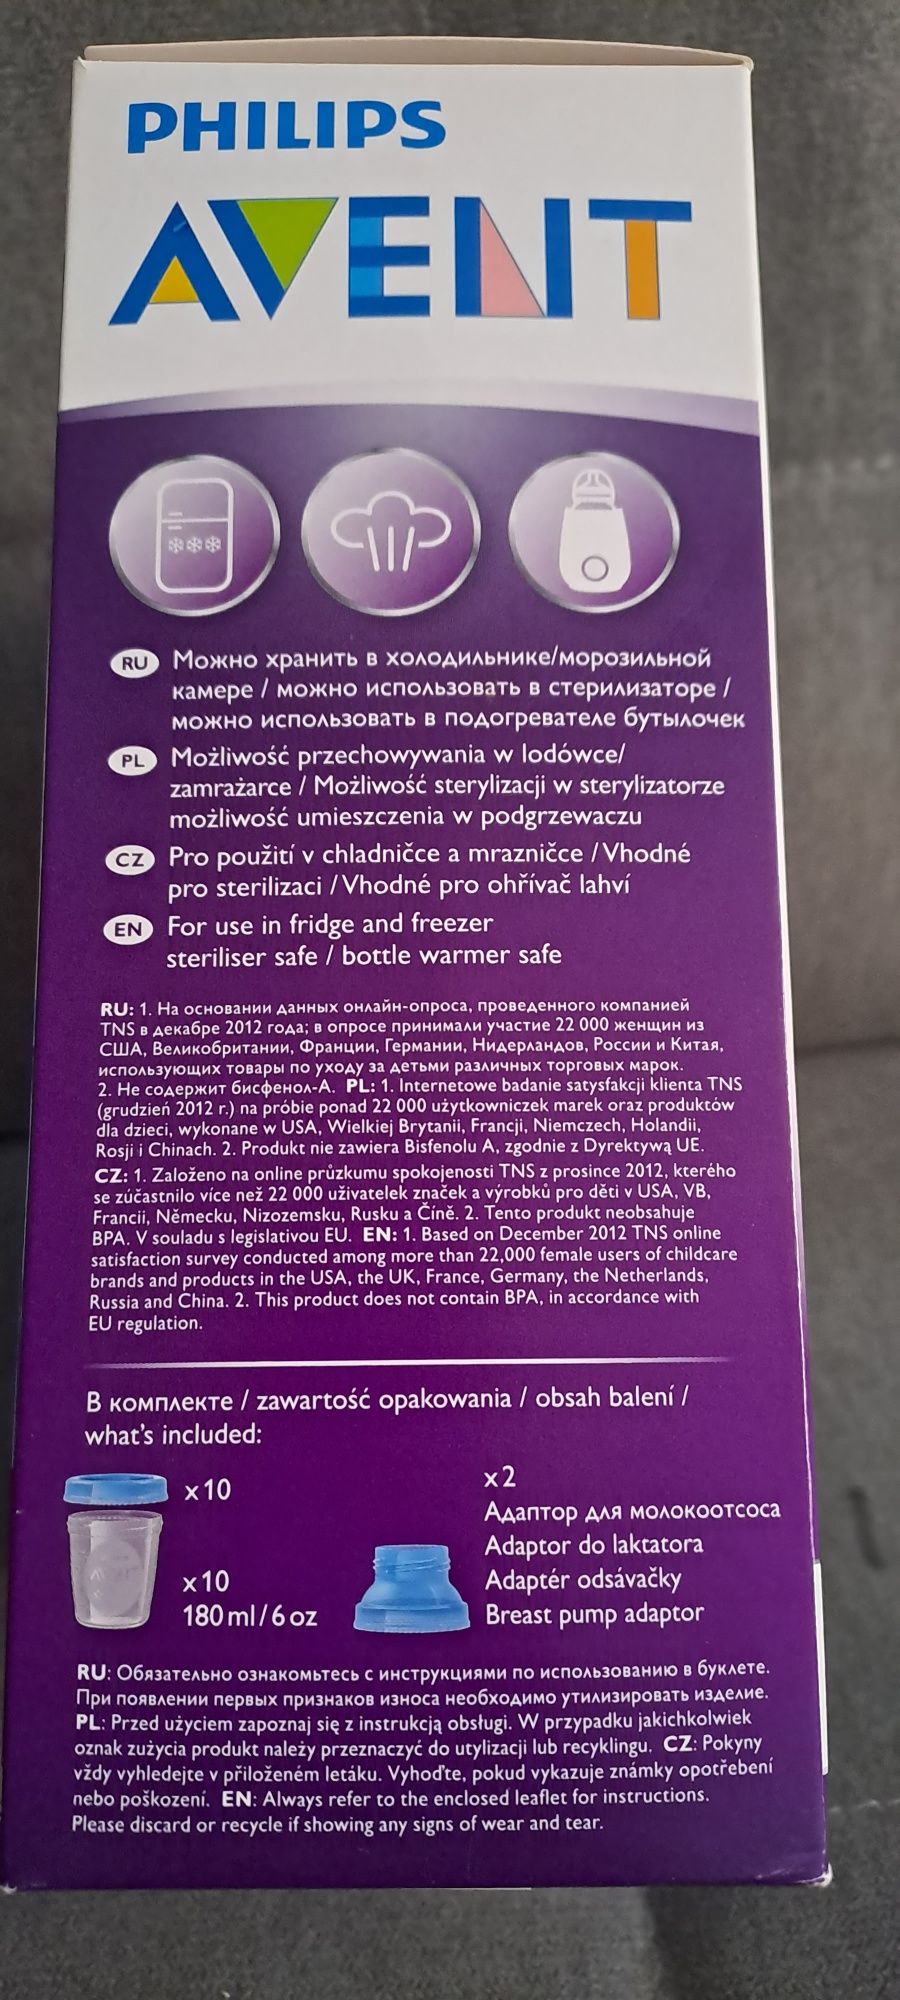 PHILIPS
AVENT
RU Можно хранить в холодильнике/морозильной
камере / можно использовать в стерилизаторе /
можно использовать в подогревателе бутылочек
PL Możliwość przechowywania w lodówce/
zamrażarce / Możliwość sterylizacji w sterylizatorze
możliwość umieszczenia w podgrzewaczu
CZ Pro použití v chladničce a mrazničce / Vhodné
pro sterilizaci / Vhodné pro ohřívač lahví
EN For use in fridge and freezer
steriliser safe / bottle warmer safe
RU: 1. На основании данных онлайн-опроса, проведенного компанией
TNS в декабре 2012 года; в опросе принимали участие 22 000 женщин из
США, Великобритании, Франции, Германии, Нидерландов, России и Китая,
использующих товары по уходу за детьми различных торговых марок.
2. Не содержит бисфенол-А. PL: 1. Internetowe badanie satysfakcji klienta TNS
(grudzień 2012 r.) na próbie ponad 22 000 użytkowniczek marek oraz produktów
dla dzieci, wykonane w USA, Wielkiej Brytanii, Francji, Niemczech, Holandii,
Rosji i Chinach. 2. Produkt nie zawiera Bisfenolu A, zgodnie z Dyrektywą UE.
CZ: 1. Založeno na online průzkumu spokojenosti TNS z prosince 2012, kterého
se zúčastnilo více než 22 000 uživatelek značek a výrobků pro děti v USA, VB,
Francii, Německu, Nizozemsku, Rusku a Číně. 2. Tento produkt neobsahuje
BPA. V souladu s legislativou EU. EN: 1. Based on December 2012 TNS online
satisfaction survey conducted among more than 22,000 female users of childcare
brands and products in the USA, the UK, France, Germany, the Netherlands,
Russia and China. 2. This product does not contain BPA, in accordance with
EU regulation.
В комплекте / zawartość opakowania / obsah balení /
what's included:
x10
x10
180 ml / 6 oz
x2
Адаптор для молокоотсоса
Adaptor do laktatora
Adaptér odsávačky
Breast pump adaptor
RU: Обязательно ознакомьтесь с инструкциями по использованию в буклете.
При появлении первых признаков износа необходимо утилизировать изделие.
PL: Przed użyciem zapoznaj się z instrukcją obsługi. W przypadku jakichkolwiek
oznak zużycia produkt należy przeznaczyć do utylizacji lub recyklingu. CZ: Pokyny
vždy vyhledejte v přiloženém letáku. Vyhoďte, pokud vykazuje známky opotřebení
nebo poškození. EN: Always refer to the enclosed leaflet for instructions.
Please discard or recycle if showing any signs of wear and tear.